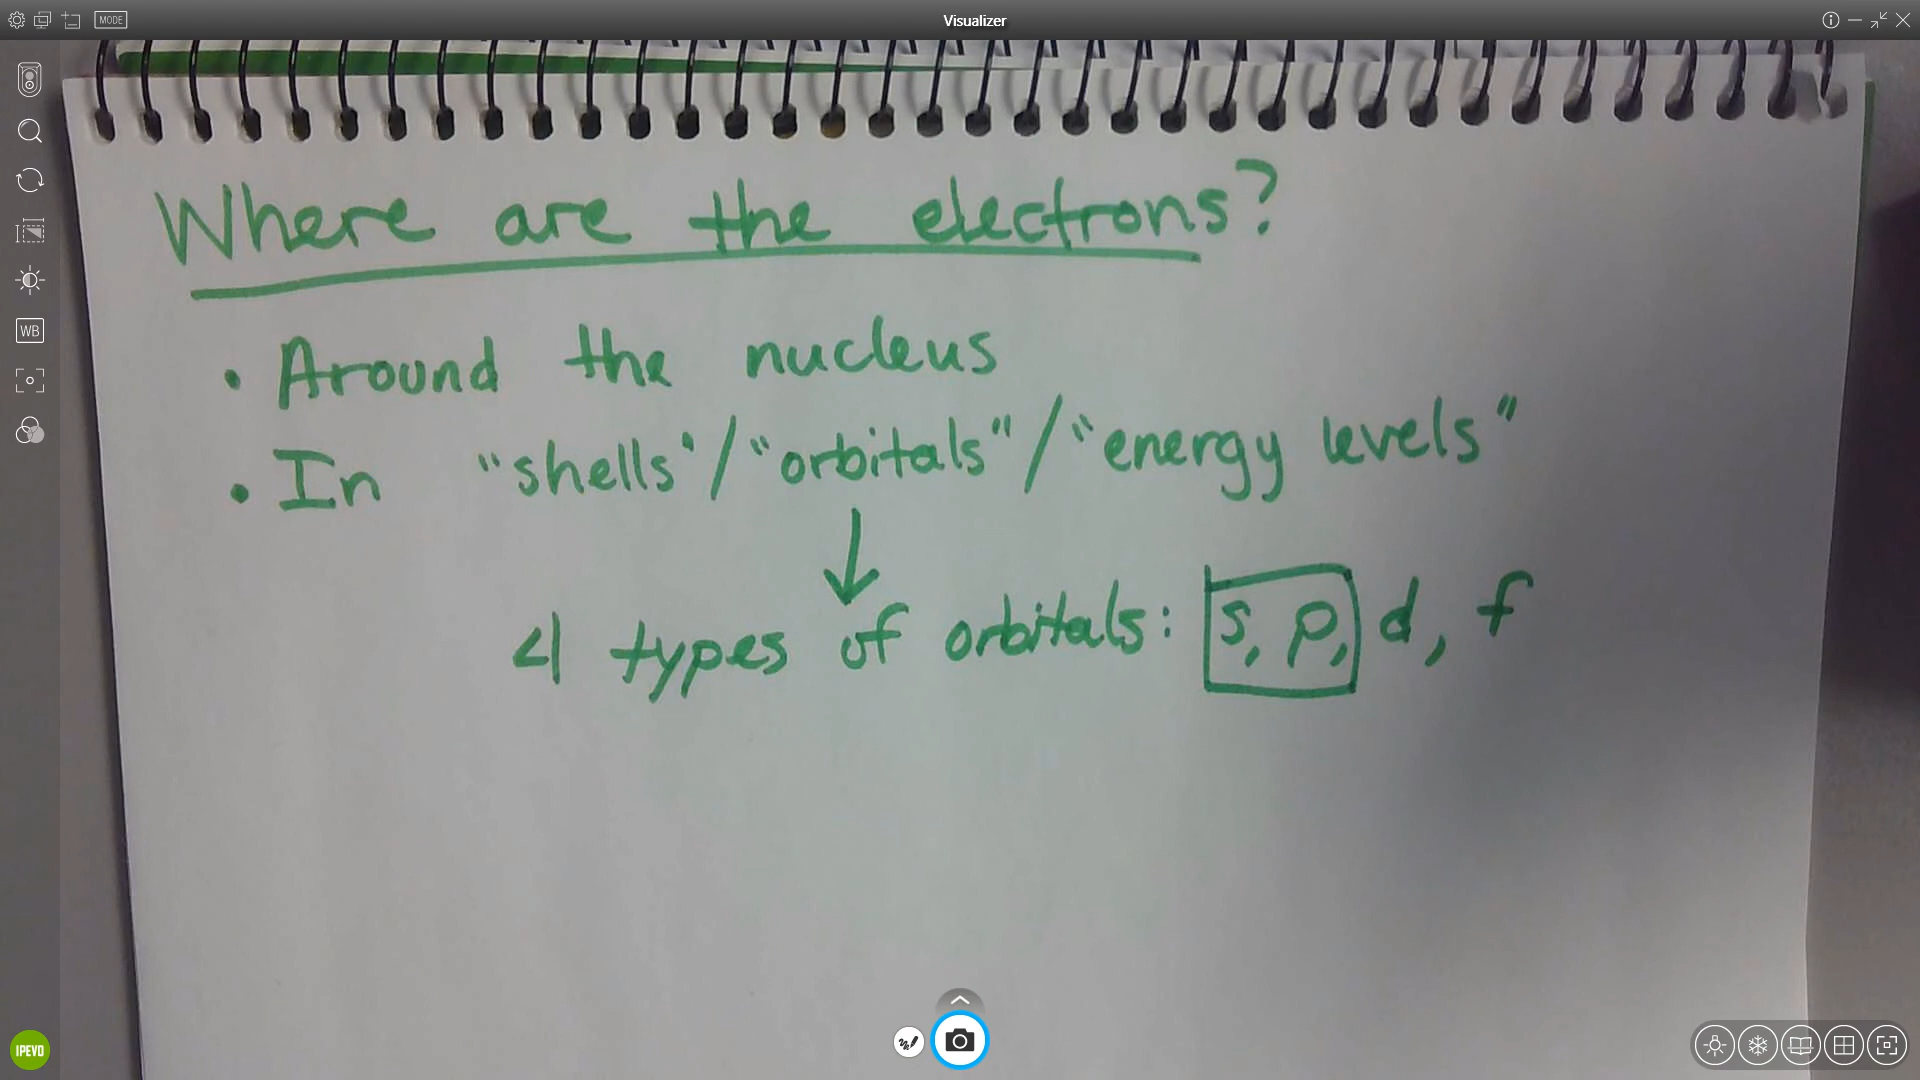 MODE
Visualizer
WB
Where are the electrons?
• Around the nucleus
• In "shells"/"orbitals"/"energy levels"
4 types of orbitals: s, p, d, f
IPEVO